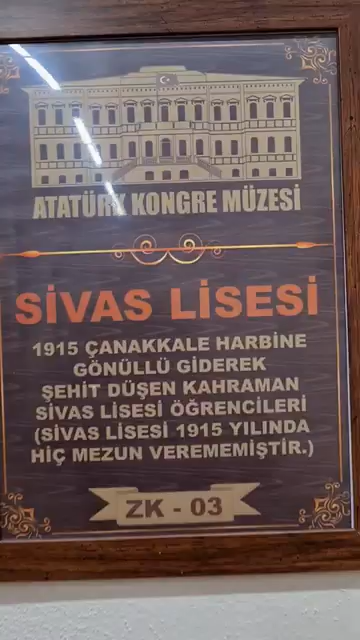 ATATÜRK KONGRE MÜZESİ
SİVAS LİSESİ
1915 ÇANAKKALE HARBİNE
GÖNÜLLÜ GİDEREK
ŞEHİT DÜŞEN KAHRAMAN
SİVAS LİSESİ ÖĞRENCİLERİ
(SİVAS LİSESİ 1915 YILINDA
HİÇ MEZUN VEREMEMİŞTİR.)
ZK - 03